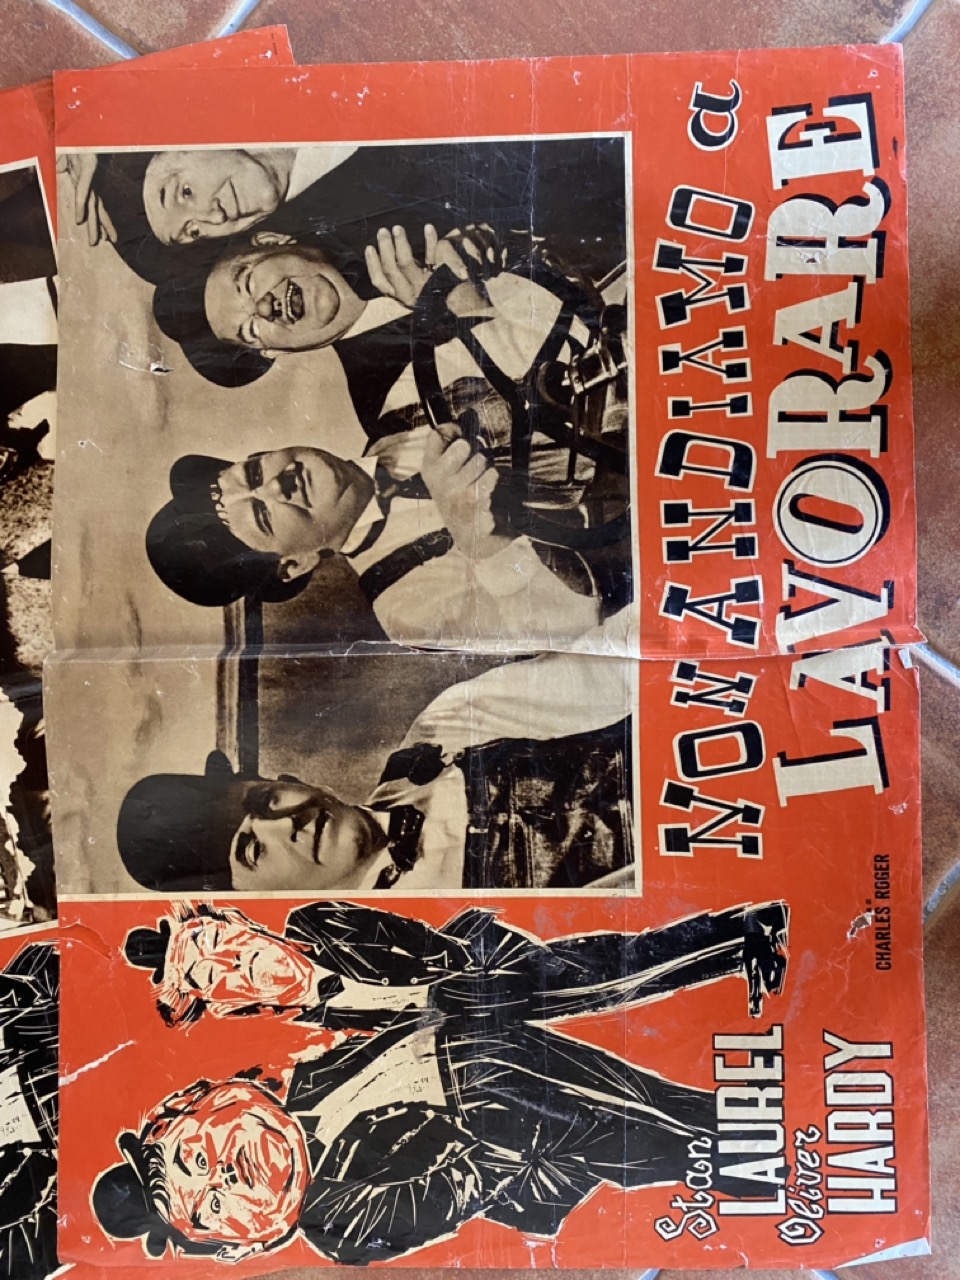 Stan
LAUREL
Oliver
HARDY
CHARLES ROGER
NON ANDIAMO a
LAVORARE